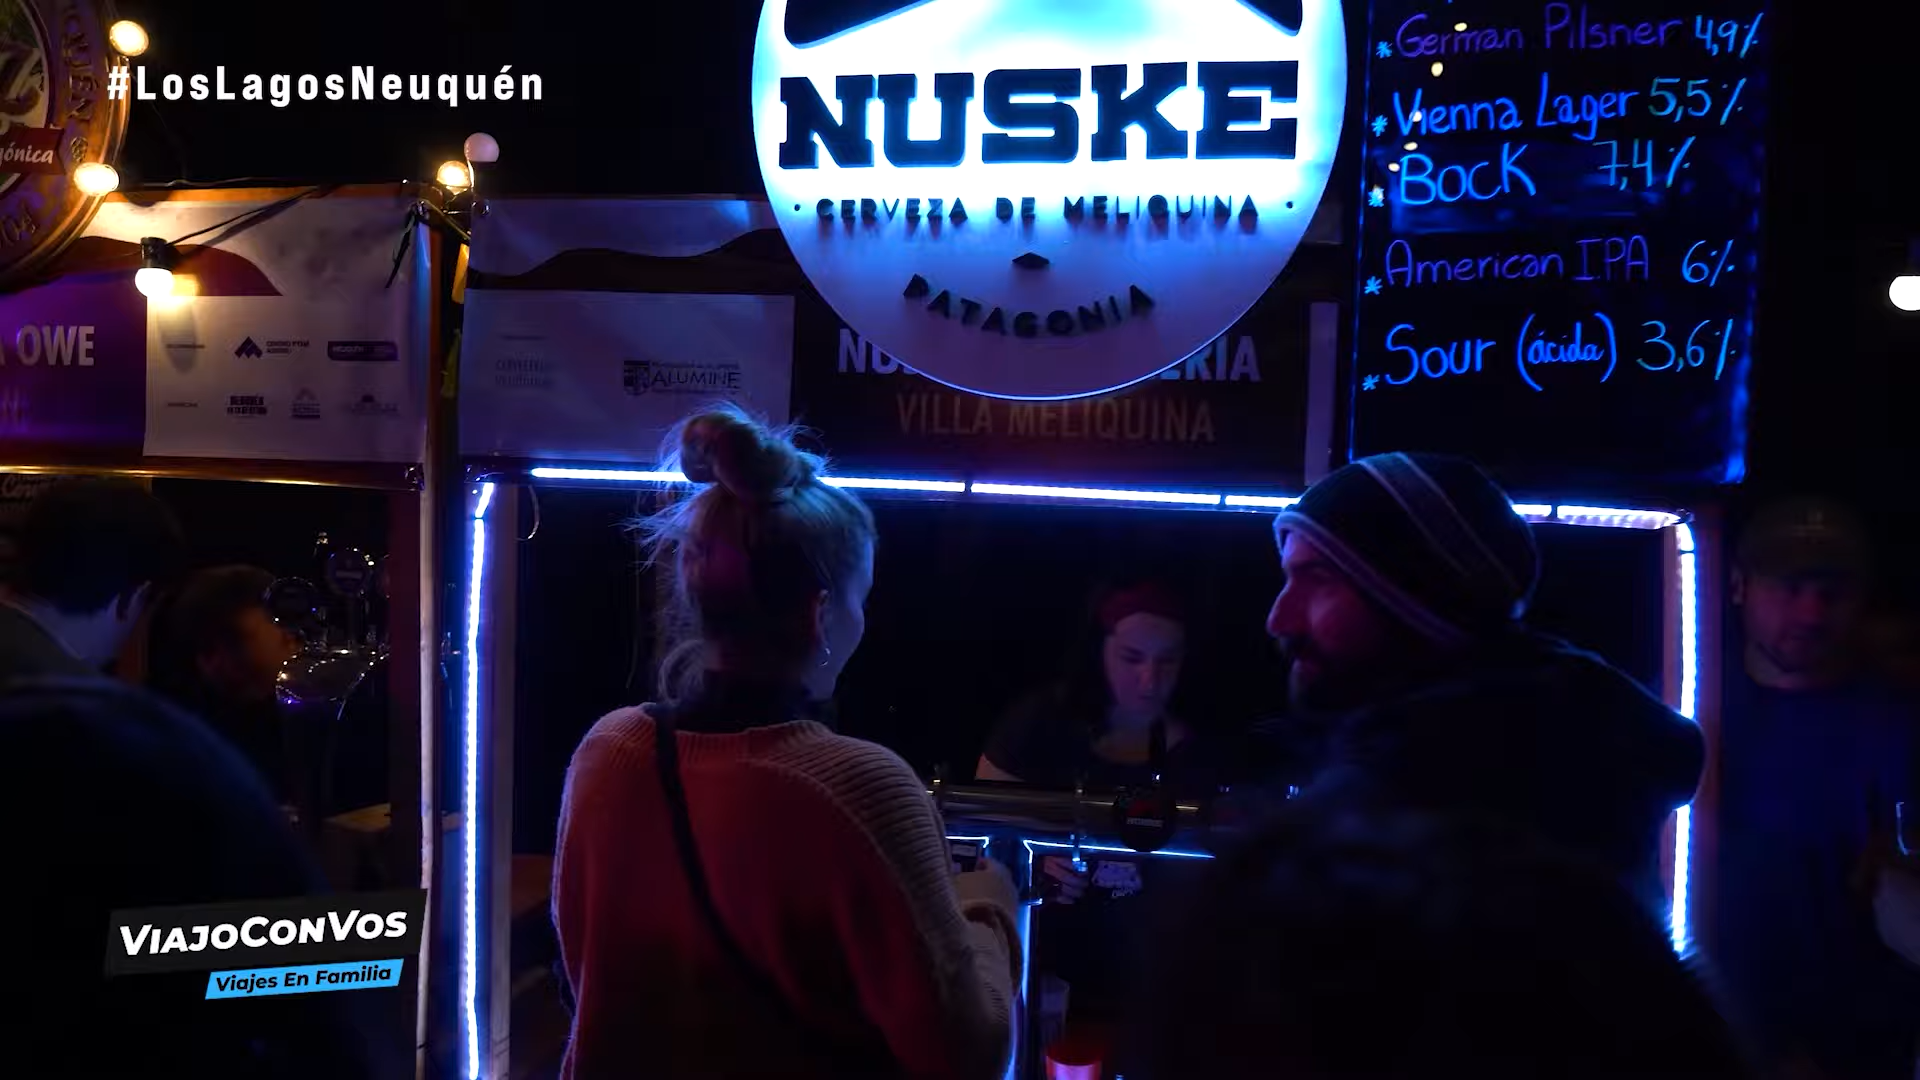 #LosLagosNeuquén
NUSKE
· CERVEZA DE MELIQUINA ·
PATAGONIA
* German Pilsner 4,9%
* Vienna Lager 5,5%
* Bock 7,4%
* American IPA 6%
* Sour (ácida) 3,6%
OWE
ALUMINE
VILLA MELIQUINA
VIAJOCONVOS
Viajes En Familia